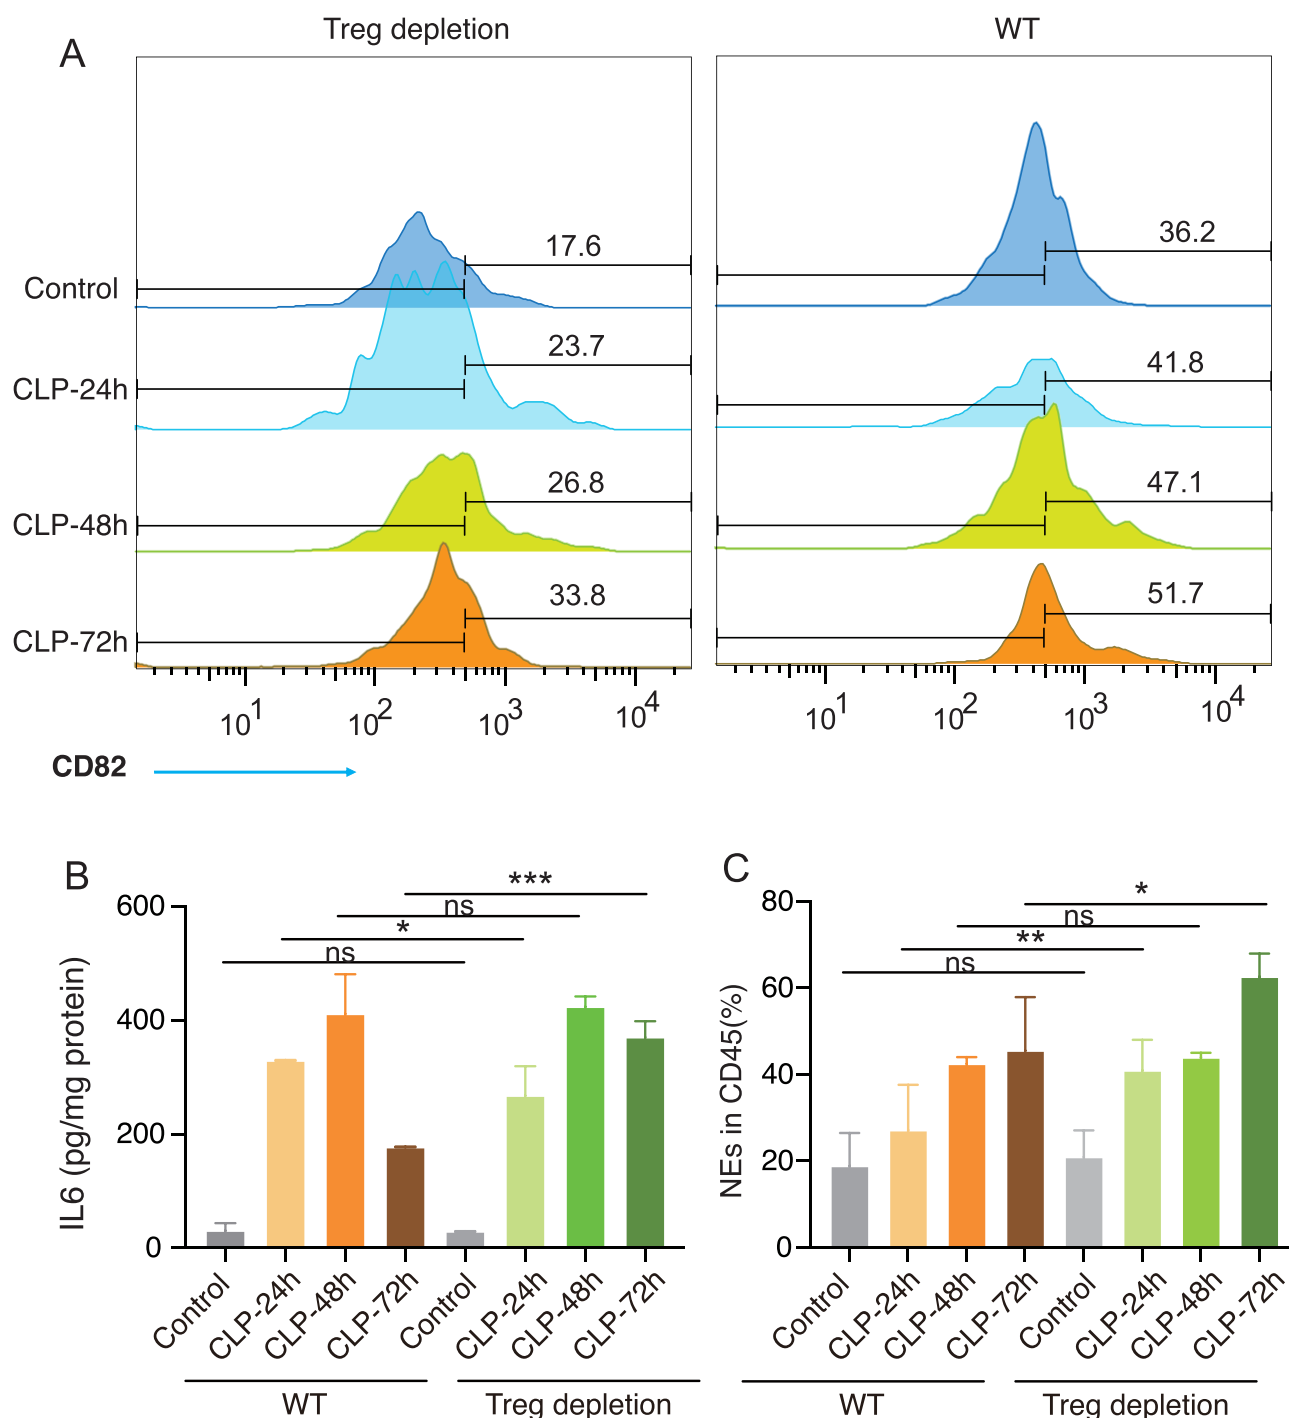 A
Treg depletion
WT
Control
17.6
36.2
CLP-24h
23.7
41.8
CLP-48h
26.8
47.1
CLP-72h
33.8
51.7
10^1 10^2 10^3 10^4
10^1 10^2 10^3 10^4
CD82
B
IL6 (pg/mg protein)
600
400
200
0
***
ns
*
ns
Control
CLP-24h
CLP-48h
CLP-72h
Control
CLP-24h
CLP-48h
CLP-72h
WT
Treg depletion
C
NEs in CD45(%)
80
60
40
20
0
*
ns
**
ns
Control
CLP-24h
CLP-48h
CLP-72h
Control
CLP-24h
CLP-48h
CLP-72h
WT
Treg depletion